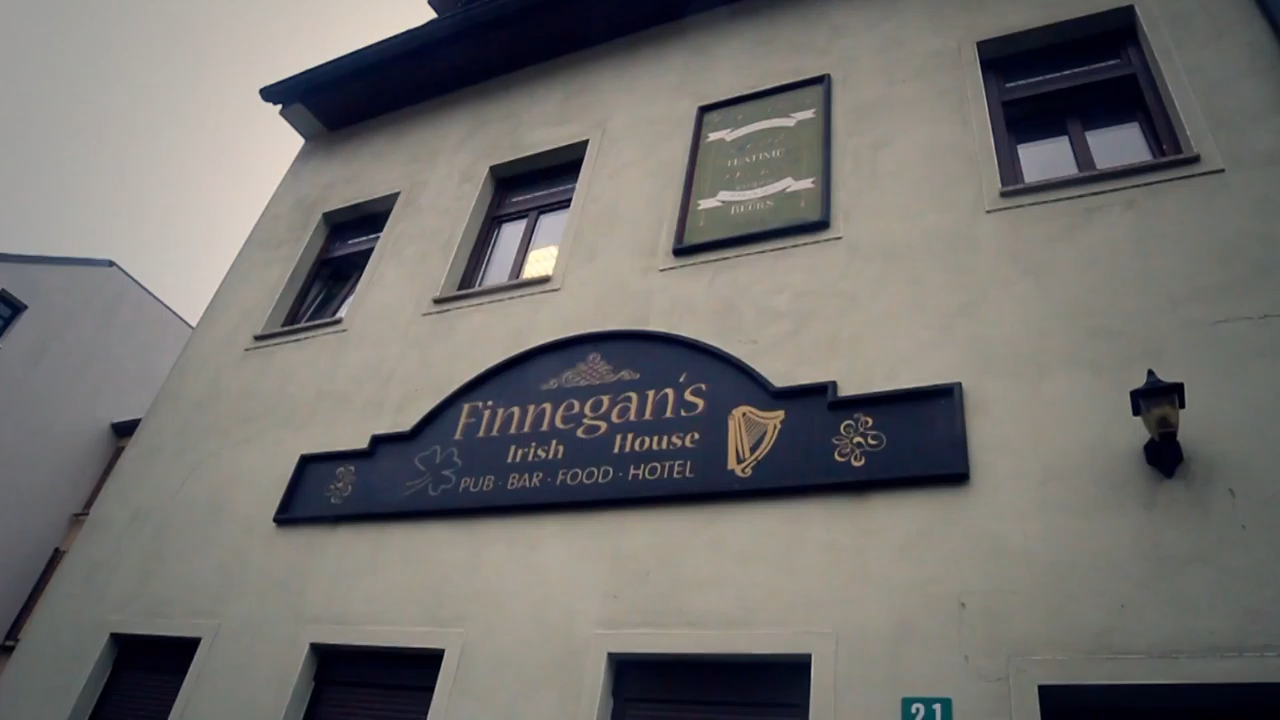 BEERS
Finnegan's
Irish House
PUB · BAR · FOOD · HOTEL
21